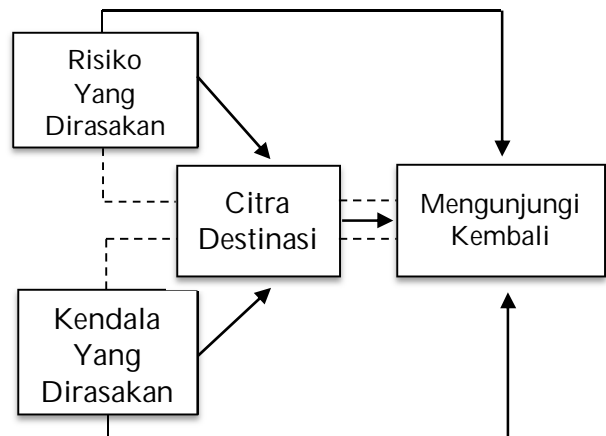 Risiko
Yang
Dirasakan
Citra
Destinasi
Mengunjungi
Kembali
Kendala
Yang
Dirasakan